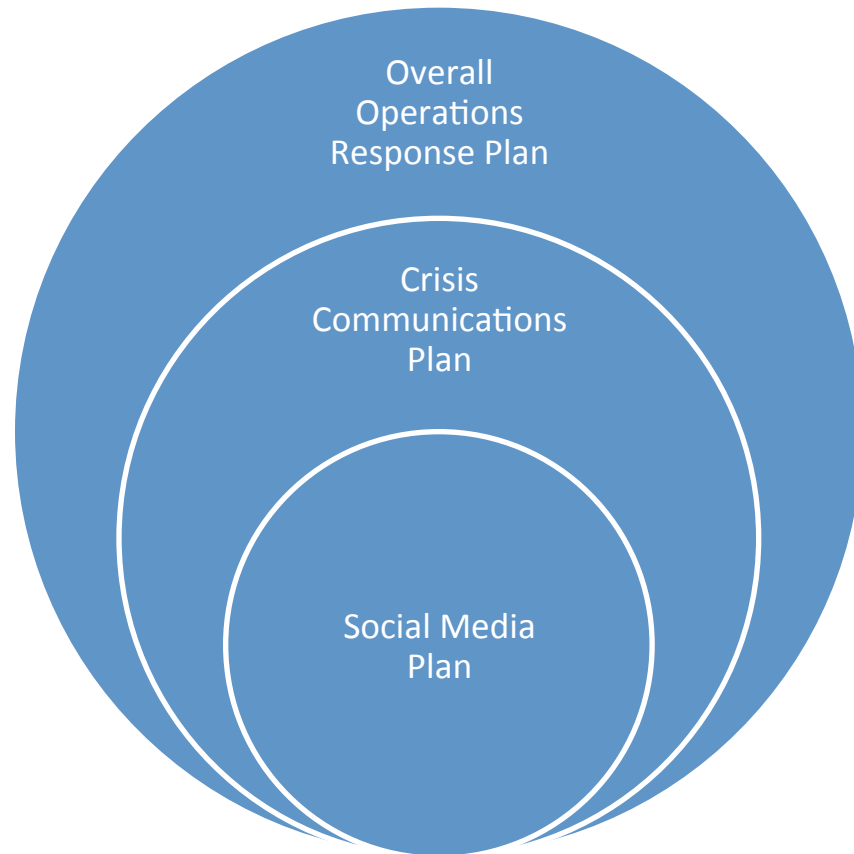 Overall
Operations
Response Plan
Crisis
Communications
Plan
Social Media
Plan